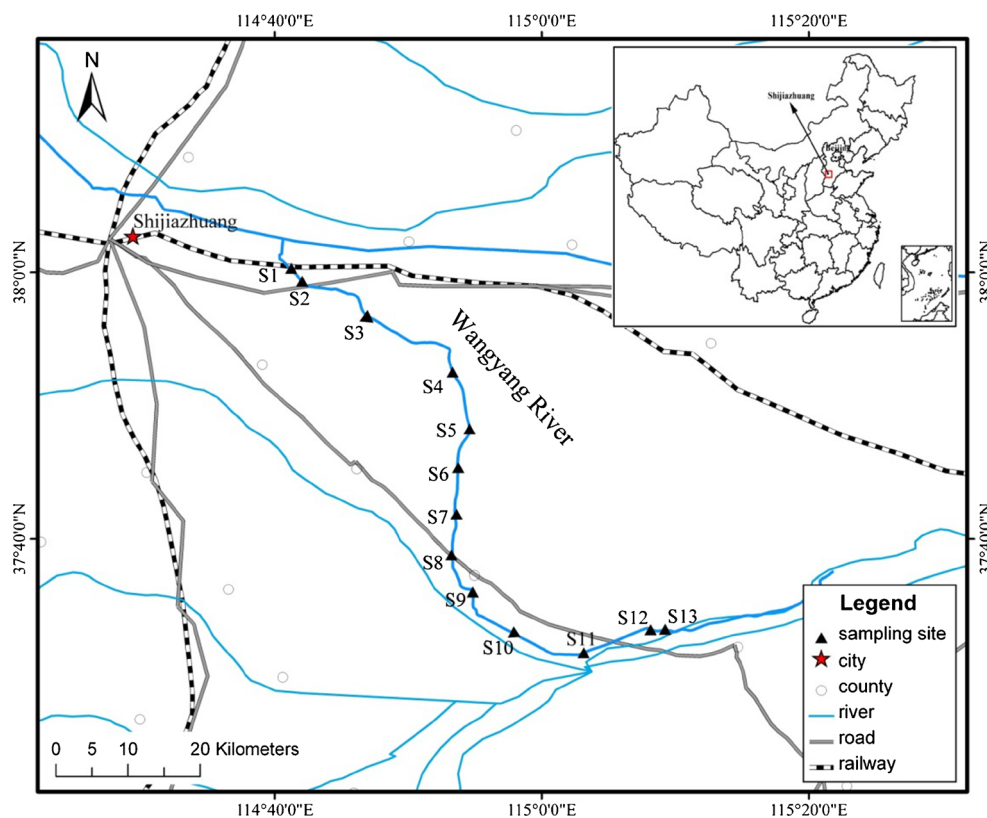 114°40'0"E 115°0'0"E 115°20'0"E
N
Shijiazhuang
Beijing
Shijiazhuang
38°0'0"N
38°0'0"N
S1
S2
S3
Wangyang River
S4
S5
S6
S7
37°40'0"N
37°40'0"N
S8
S9
S10
S11
S12 S13
Legend
sampling site
city
county
river
road
railway
0 5 10 20 Kilometers
114°40'0"E 115°0'0"E 115°20'0"E